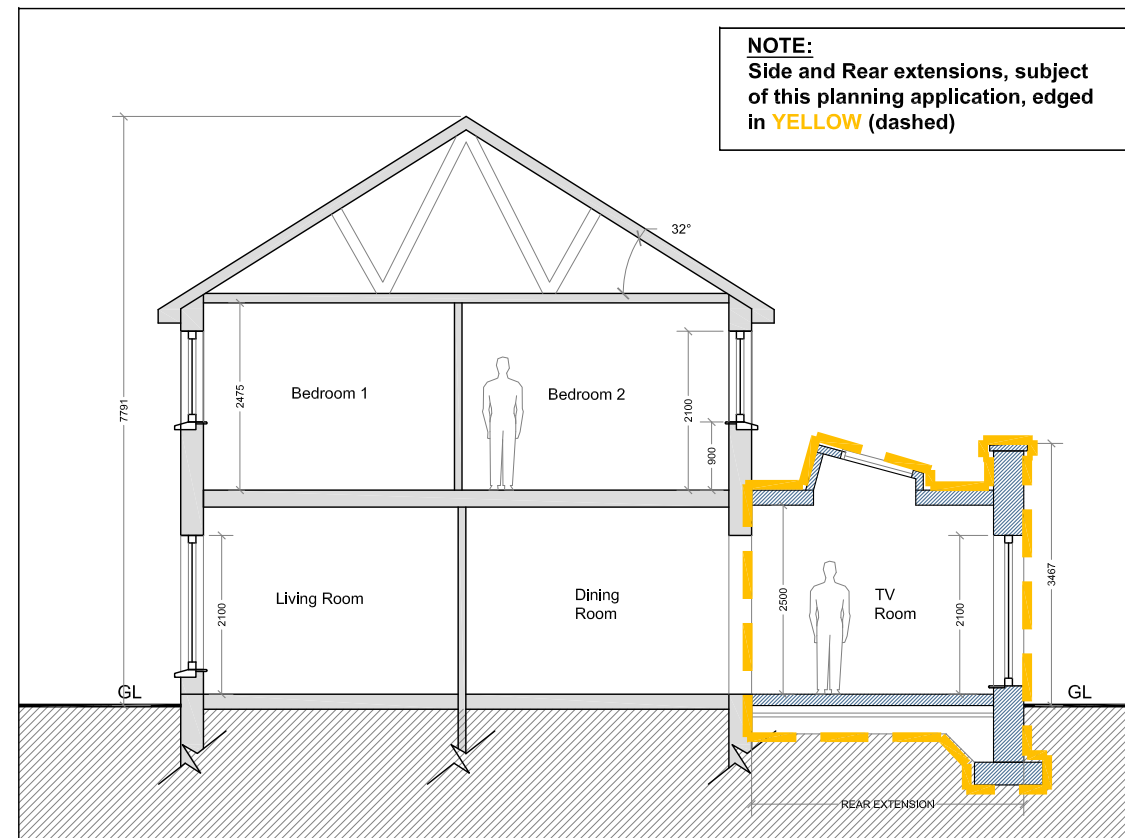 NOTE:
Side and Rear extensions, subject
of this planning application, edged
in YELLOW (dashed)
32°
7791
2475
Bedroom 1
Bedroom 2
2100
900
2100
Living Room
Dining
Room
2500
TV
Room
2100
3467
GL
GL
REAR EXTENSION